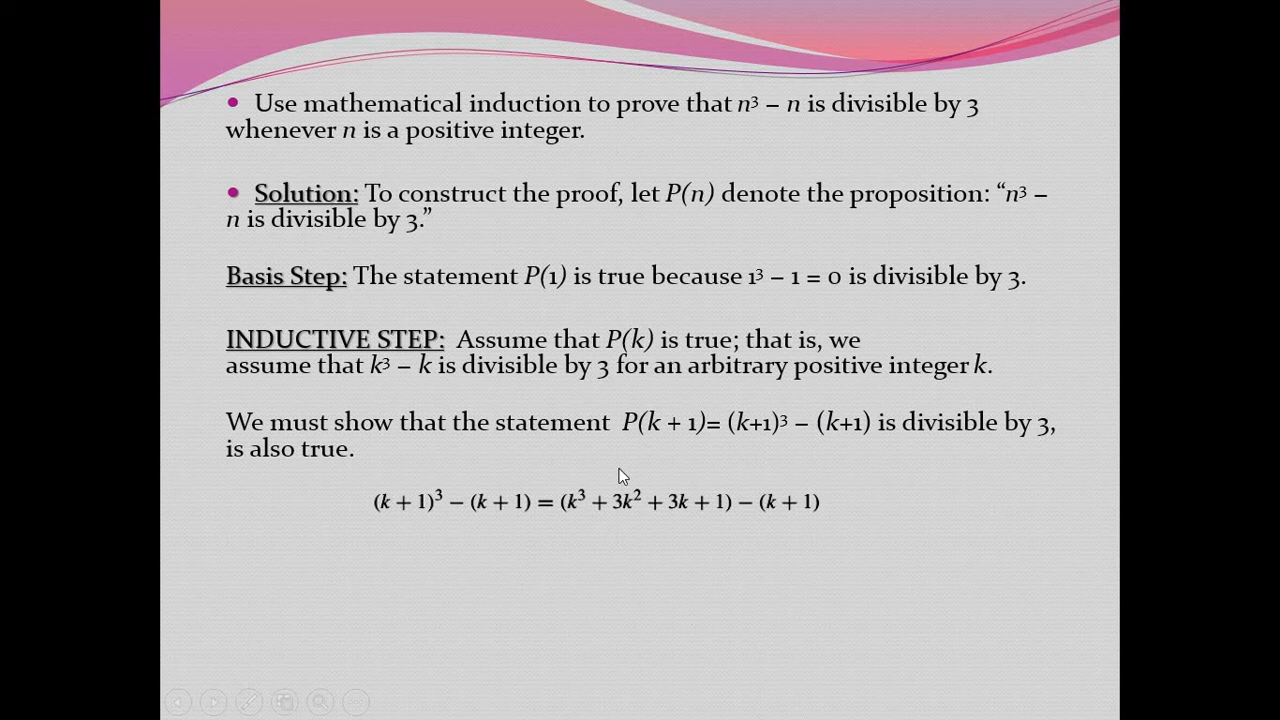 • Use mathematical induction to prove that n³ − n is divisible by 3
whenever n is a positive integer.
• Solution: To construct the proof, let P(n) denote the proposition: “n³ –
n is divisible by 3.”
Basis Step: The statement P(1) is true because 1³ − 1 = 0 is divisible by 3.
INDUCTIVE STEP: Assume that P(k) is true; that is, we
assume that k³ − k is divisible by 3 for an arbitrary positive integer k.
We must show that the statement P(k + 1)= (k+1)³ − (k+1) is divisible by 3,
is also true.
(k + 1)³ − (k + 1) = (k³ + 3k² + 3k + 1) − (k + 1)